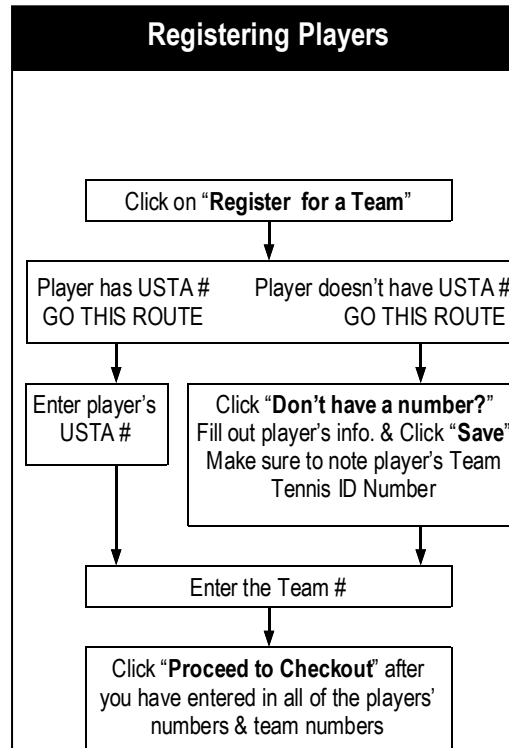 Registering Players
Click on “Register for a Team”
Player has USTA #
GO THIS ROUTE
Player doesn’t have USTA #
GO THIS ROUTE
Enter player’s
USTA #
Click “Don’t have a number?”
Fill out player’s info. & Click “Save”
Make sure to note player’s Team
Tennis ID Number
Enter the Team #
Click “Proceed to Checkout” after
you have entered in all of the players’
numbers & team numbers